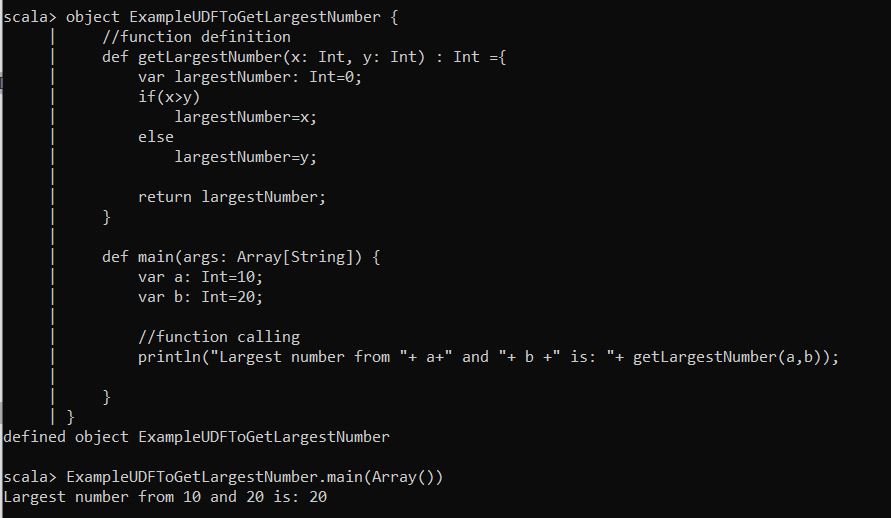 scala> object ExampleUDFToGetLargestNumber {
     |     //function definition
     |     def getLargestNumber(x: Int, y: Int) : Int ={
     |         var largestNumber: Int=0;
     |         if(x>y)
     |             largestNumber=x;
     |         else
     |             largestNumber=y;
     |
     |         return largestNumber;
     |     }
     |
     |     def main(args: Array[String]) {
     |         var a: Int=10;
     |         var b: Int=20;
     |
     |         //function calling
     |         println("Largest number from "+ a+" and "+ b +" is: "+ getLargestNumber(a,b));
     |
     |     }
     | }
defined object ExampleUDFToGetLargestNumber

scala> ExampleUDFToGetLargestNumber.main(Array())
Largest number from 10 and 20 is: 20